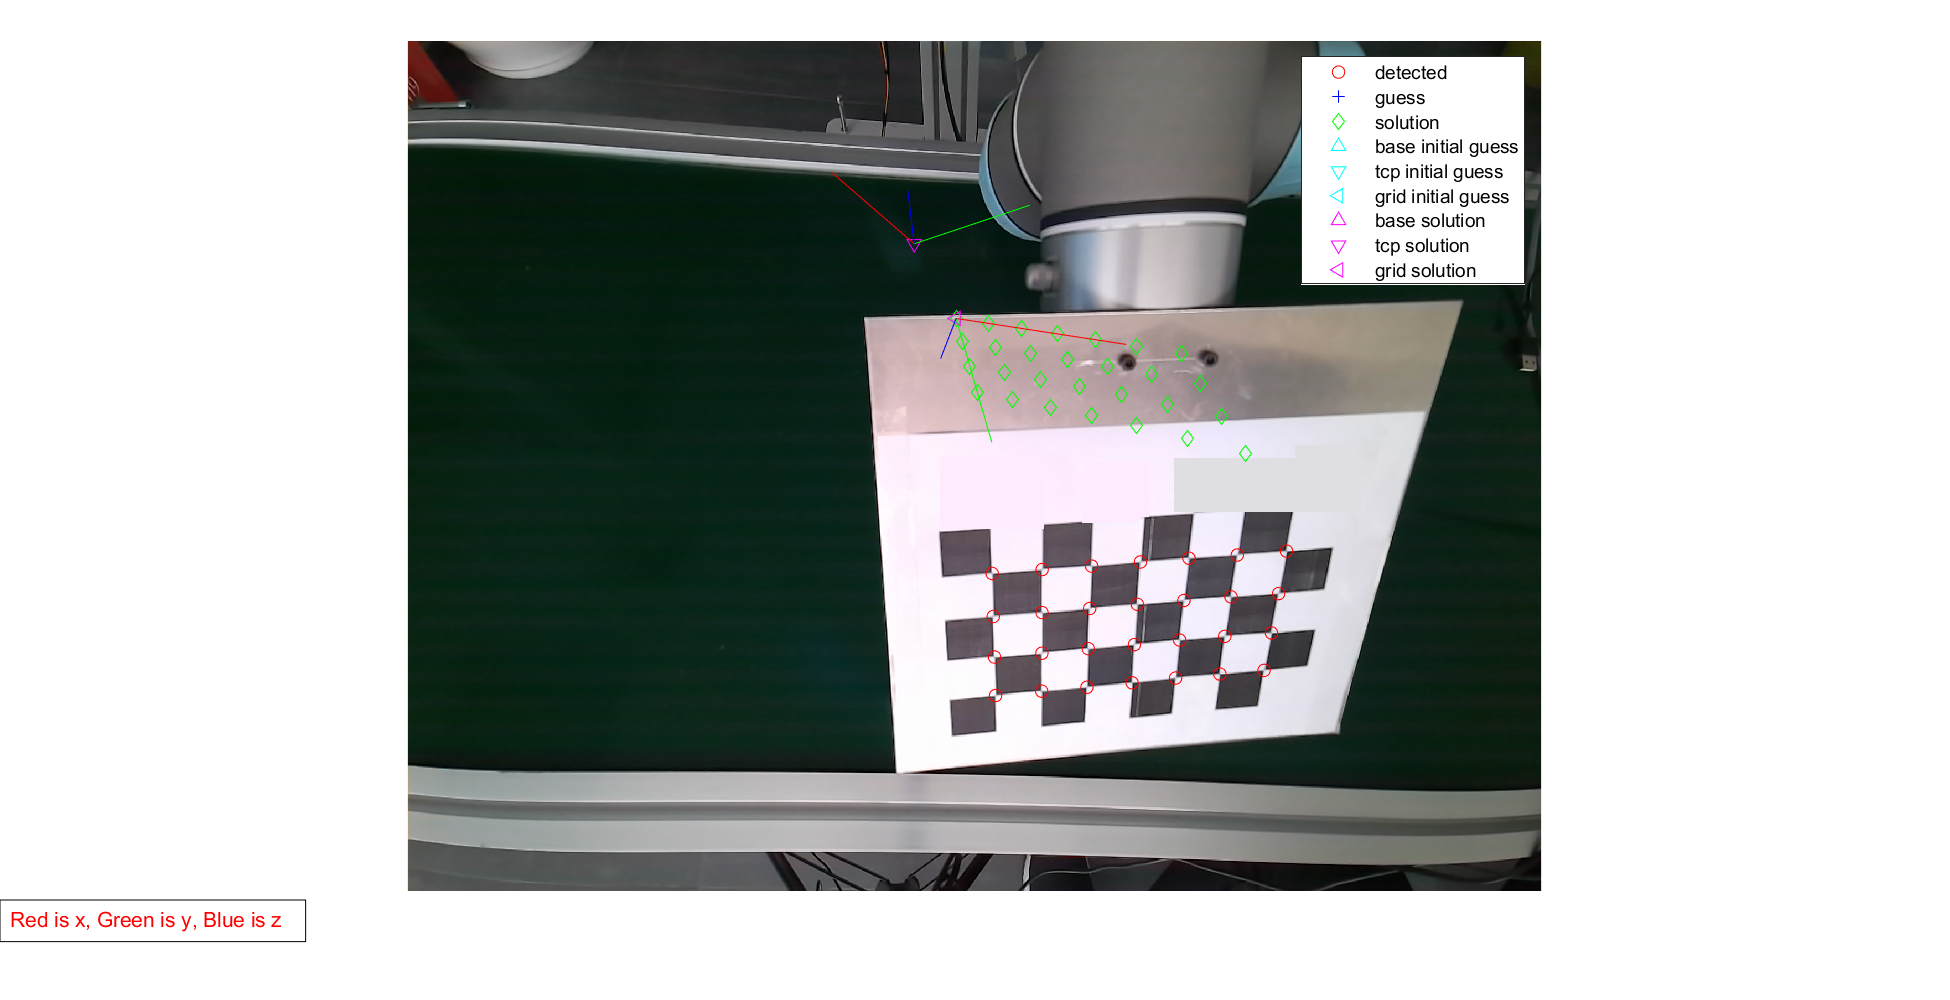 detected
guess
solution
base initial guess
tcp initial guess
grid initial guess
base solution
tcp solution
grid solution
Red is x, Green is y, Blue is z